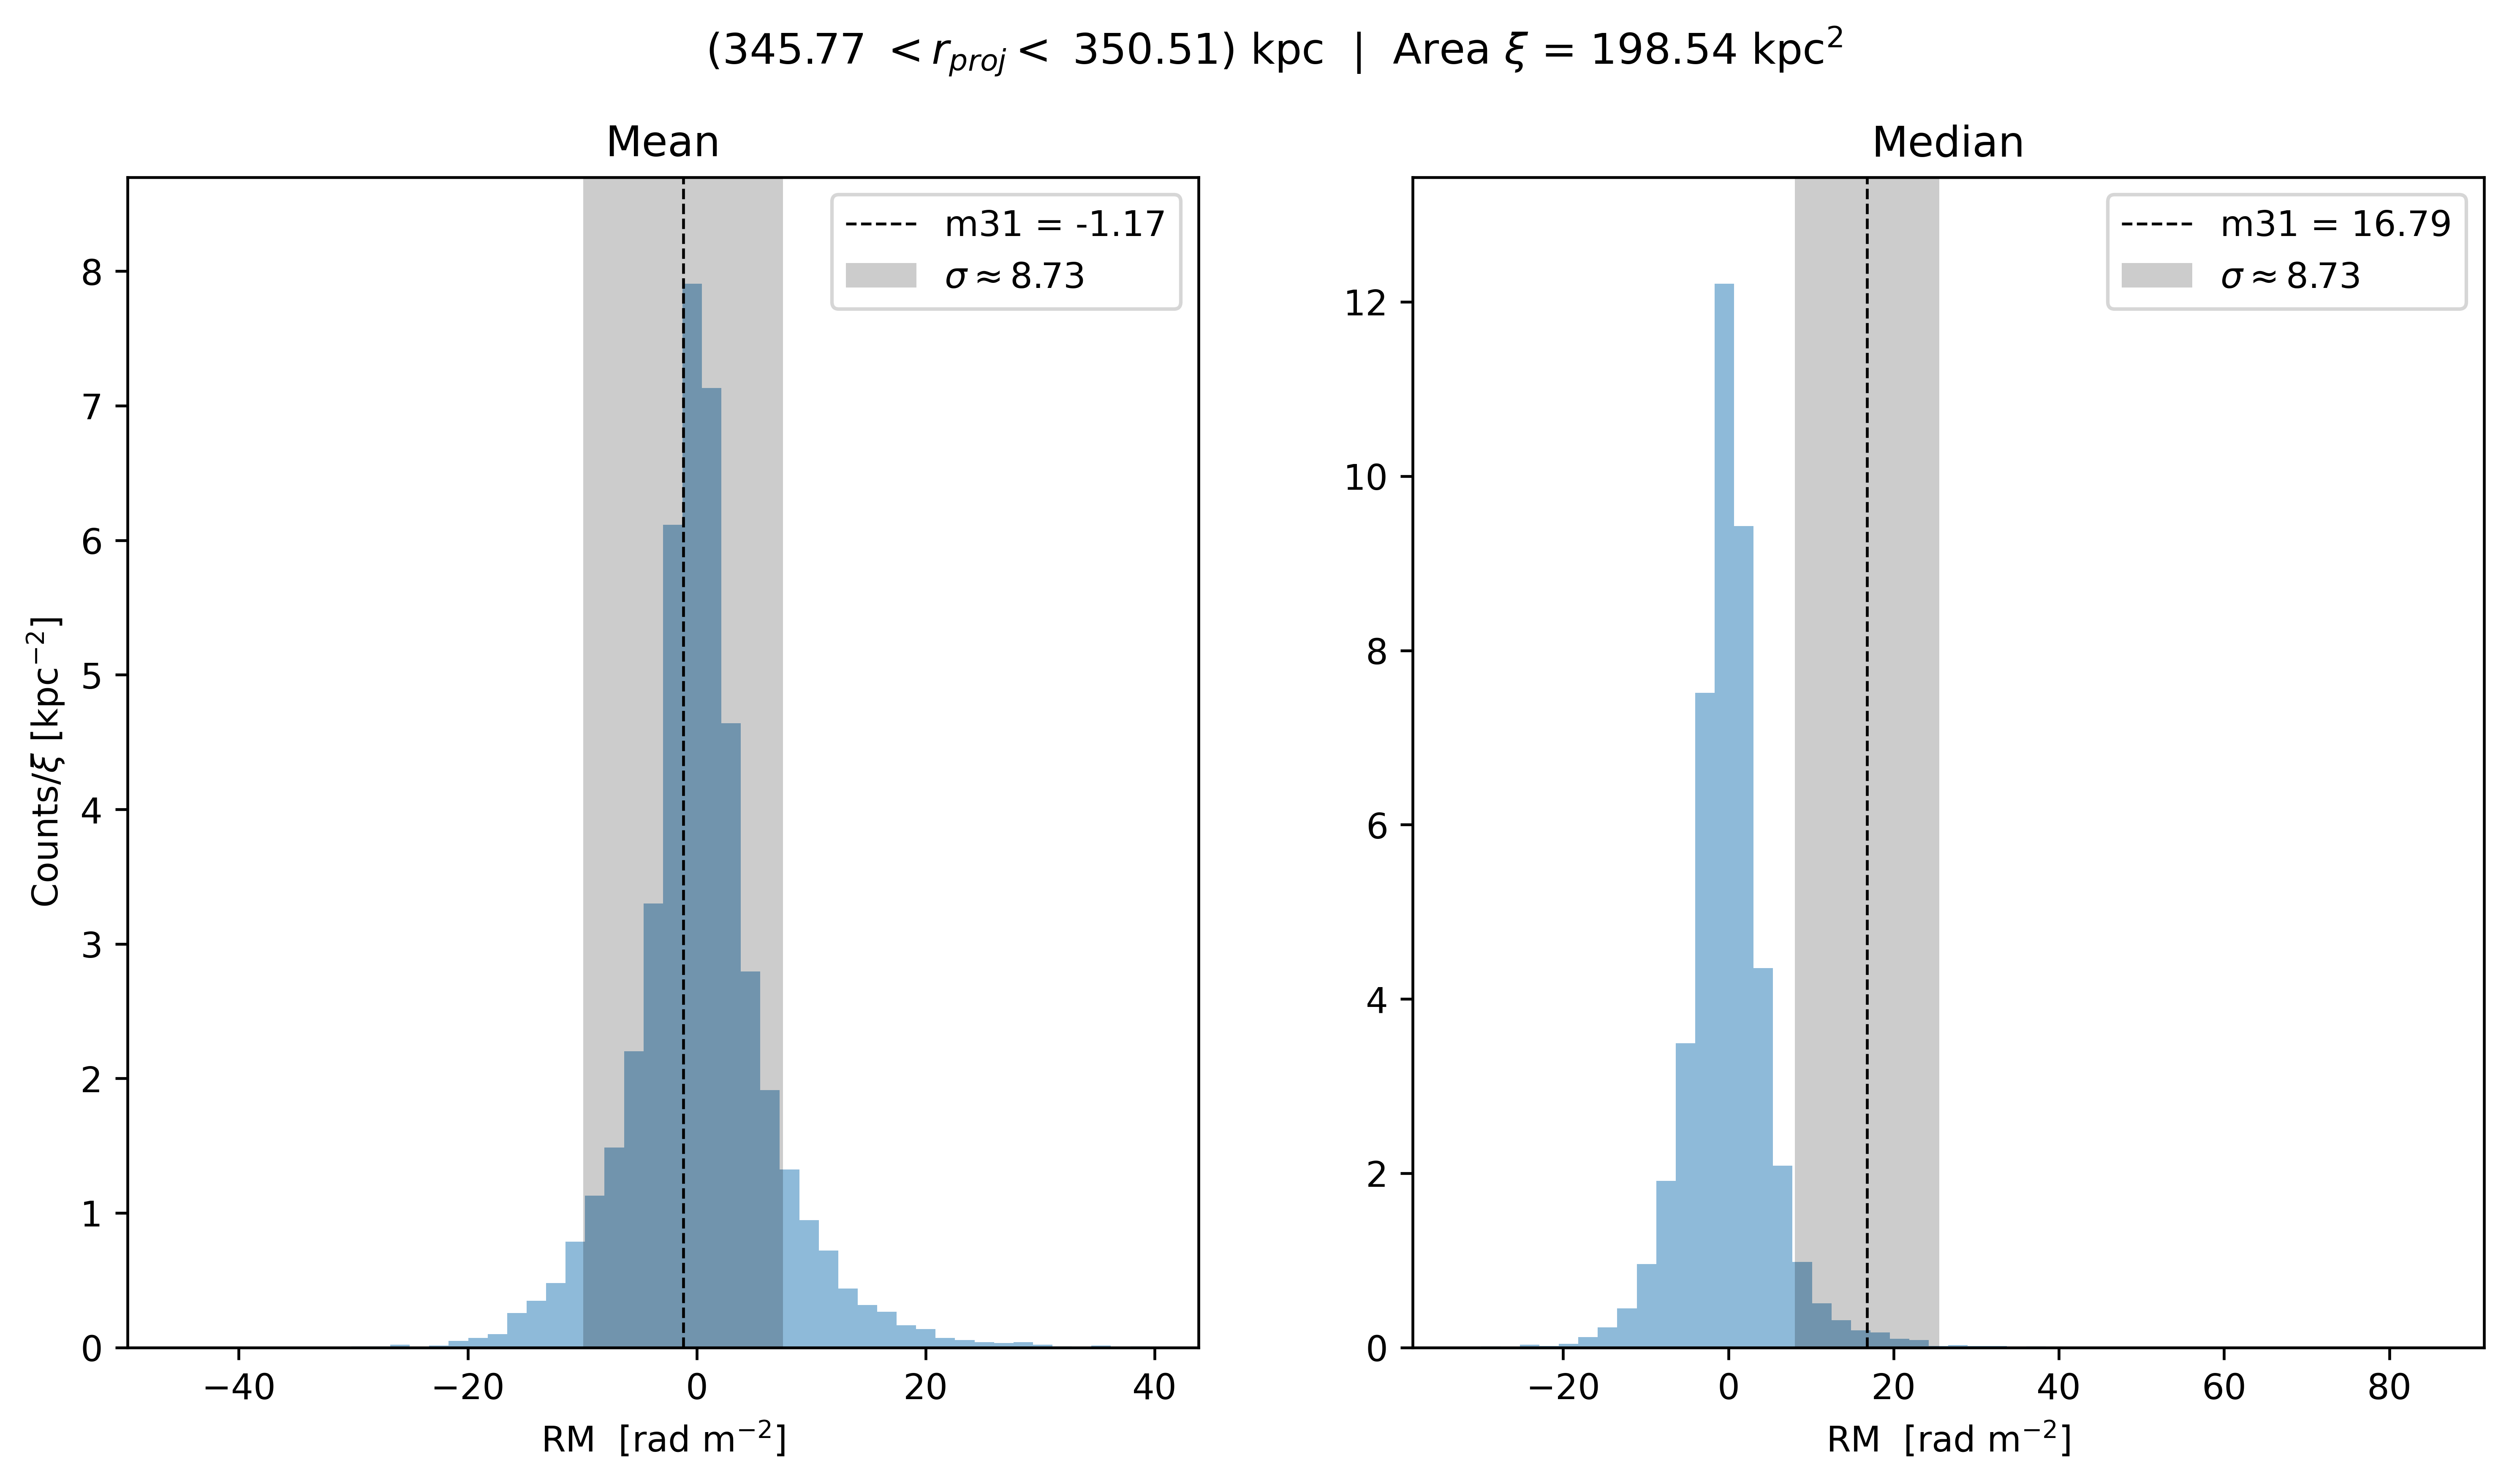 (345.77 < r_proj < 350.51) kpc | Area ξ = 198.54 kpc²
Mean
m31 = -1.17
σ ≈ 8.73
8
7
6
5
4
3
2
1
0
Counts/ξ [kpc⁻²]
−40 −20 0 20 40
RM [rad m⁻²]
Median
m31 = 16.79
σ ≈ 8.73
12
10
8
6
4
2
0
−20 0 20 40 60 80
RM [rad m⁻²]